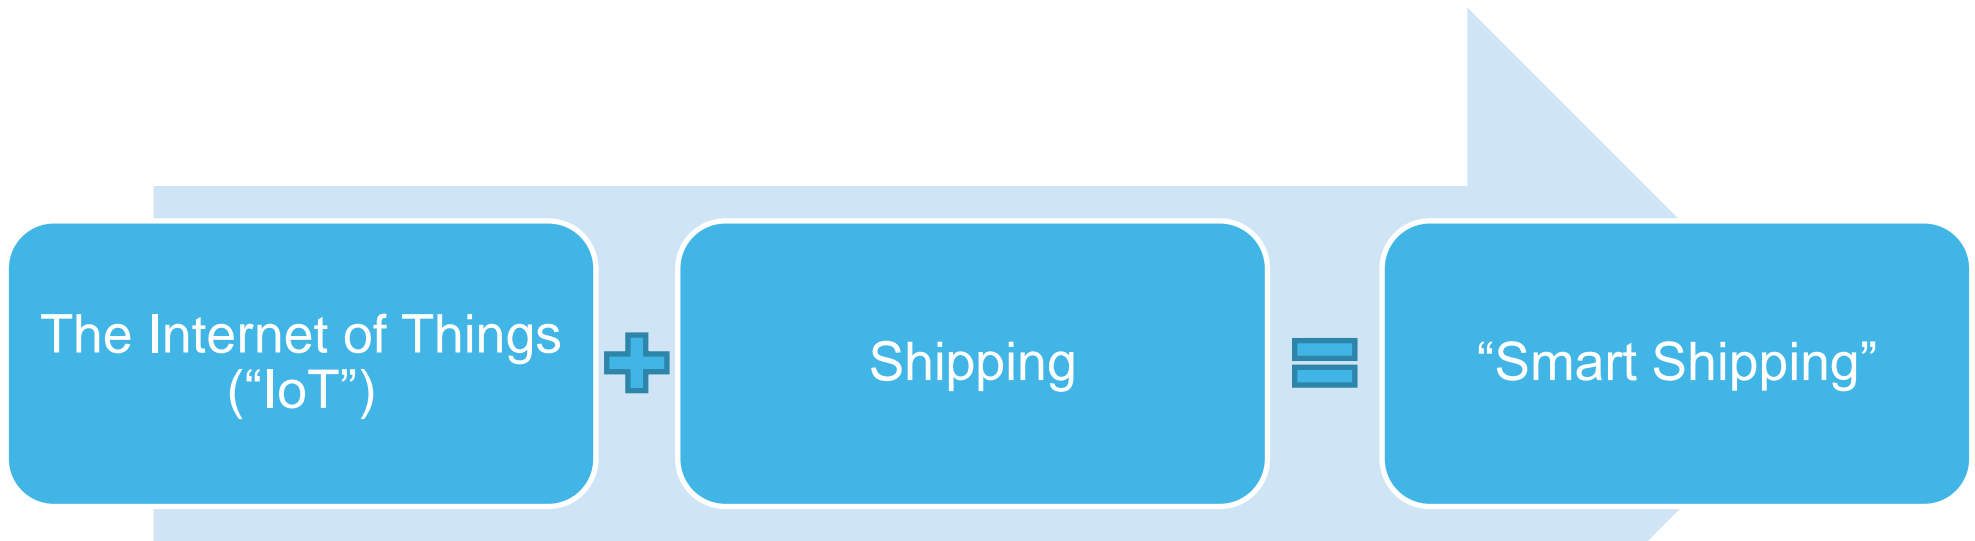 The Internet of Things
(“IoT”)
Shipping
“Smart Shipping”